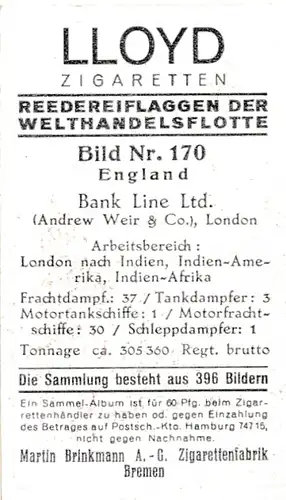 LLOYD
ZIGARETTEN
REEDEREIFLAGGEN DER
WELTHANDELSFLOTTE
Bild Nr. 170
England
Bank Line Ltd.
(Andrew Weir & Co.), London
Arbeitsbereich :
London nach Indien, Indien-Ame-
rika, Indien-Afrika
Frachtdampf.: 37 / Tankdampfer: 3
Motortankschiffe: 1 / Motorfracht-
schiffe: 30 / Schleppdampfer: 1
Tonnage ca. 305 360 Regt. brutto
Die Sammlung besteht aus 396 Bildern
Ein Sammel-Album ist für 60 Pfg. beim Zigar-
rettenhändler zu haben od. gegen Einzahlung
des Betrages auf Postsch.-Kto. Hamburg 747 15,
nicht gegen Nachnahme.
Martin Brinkmann A.-G. Zigarettenfabrik
Bremen